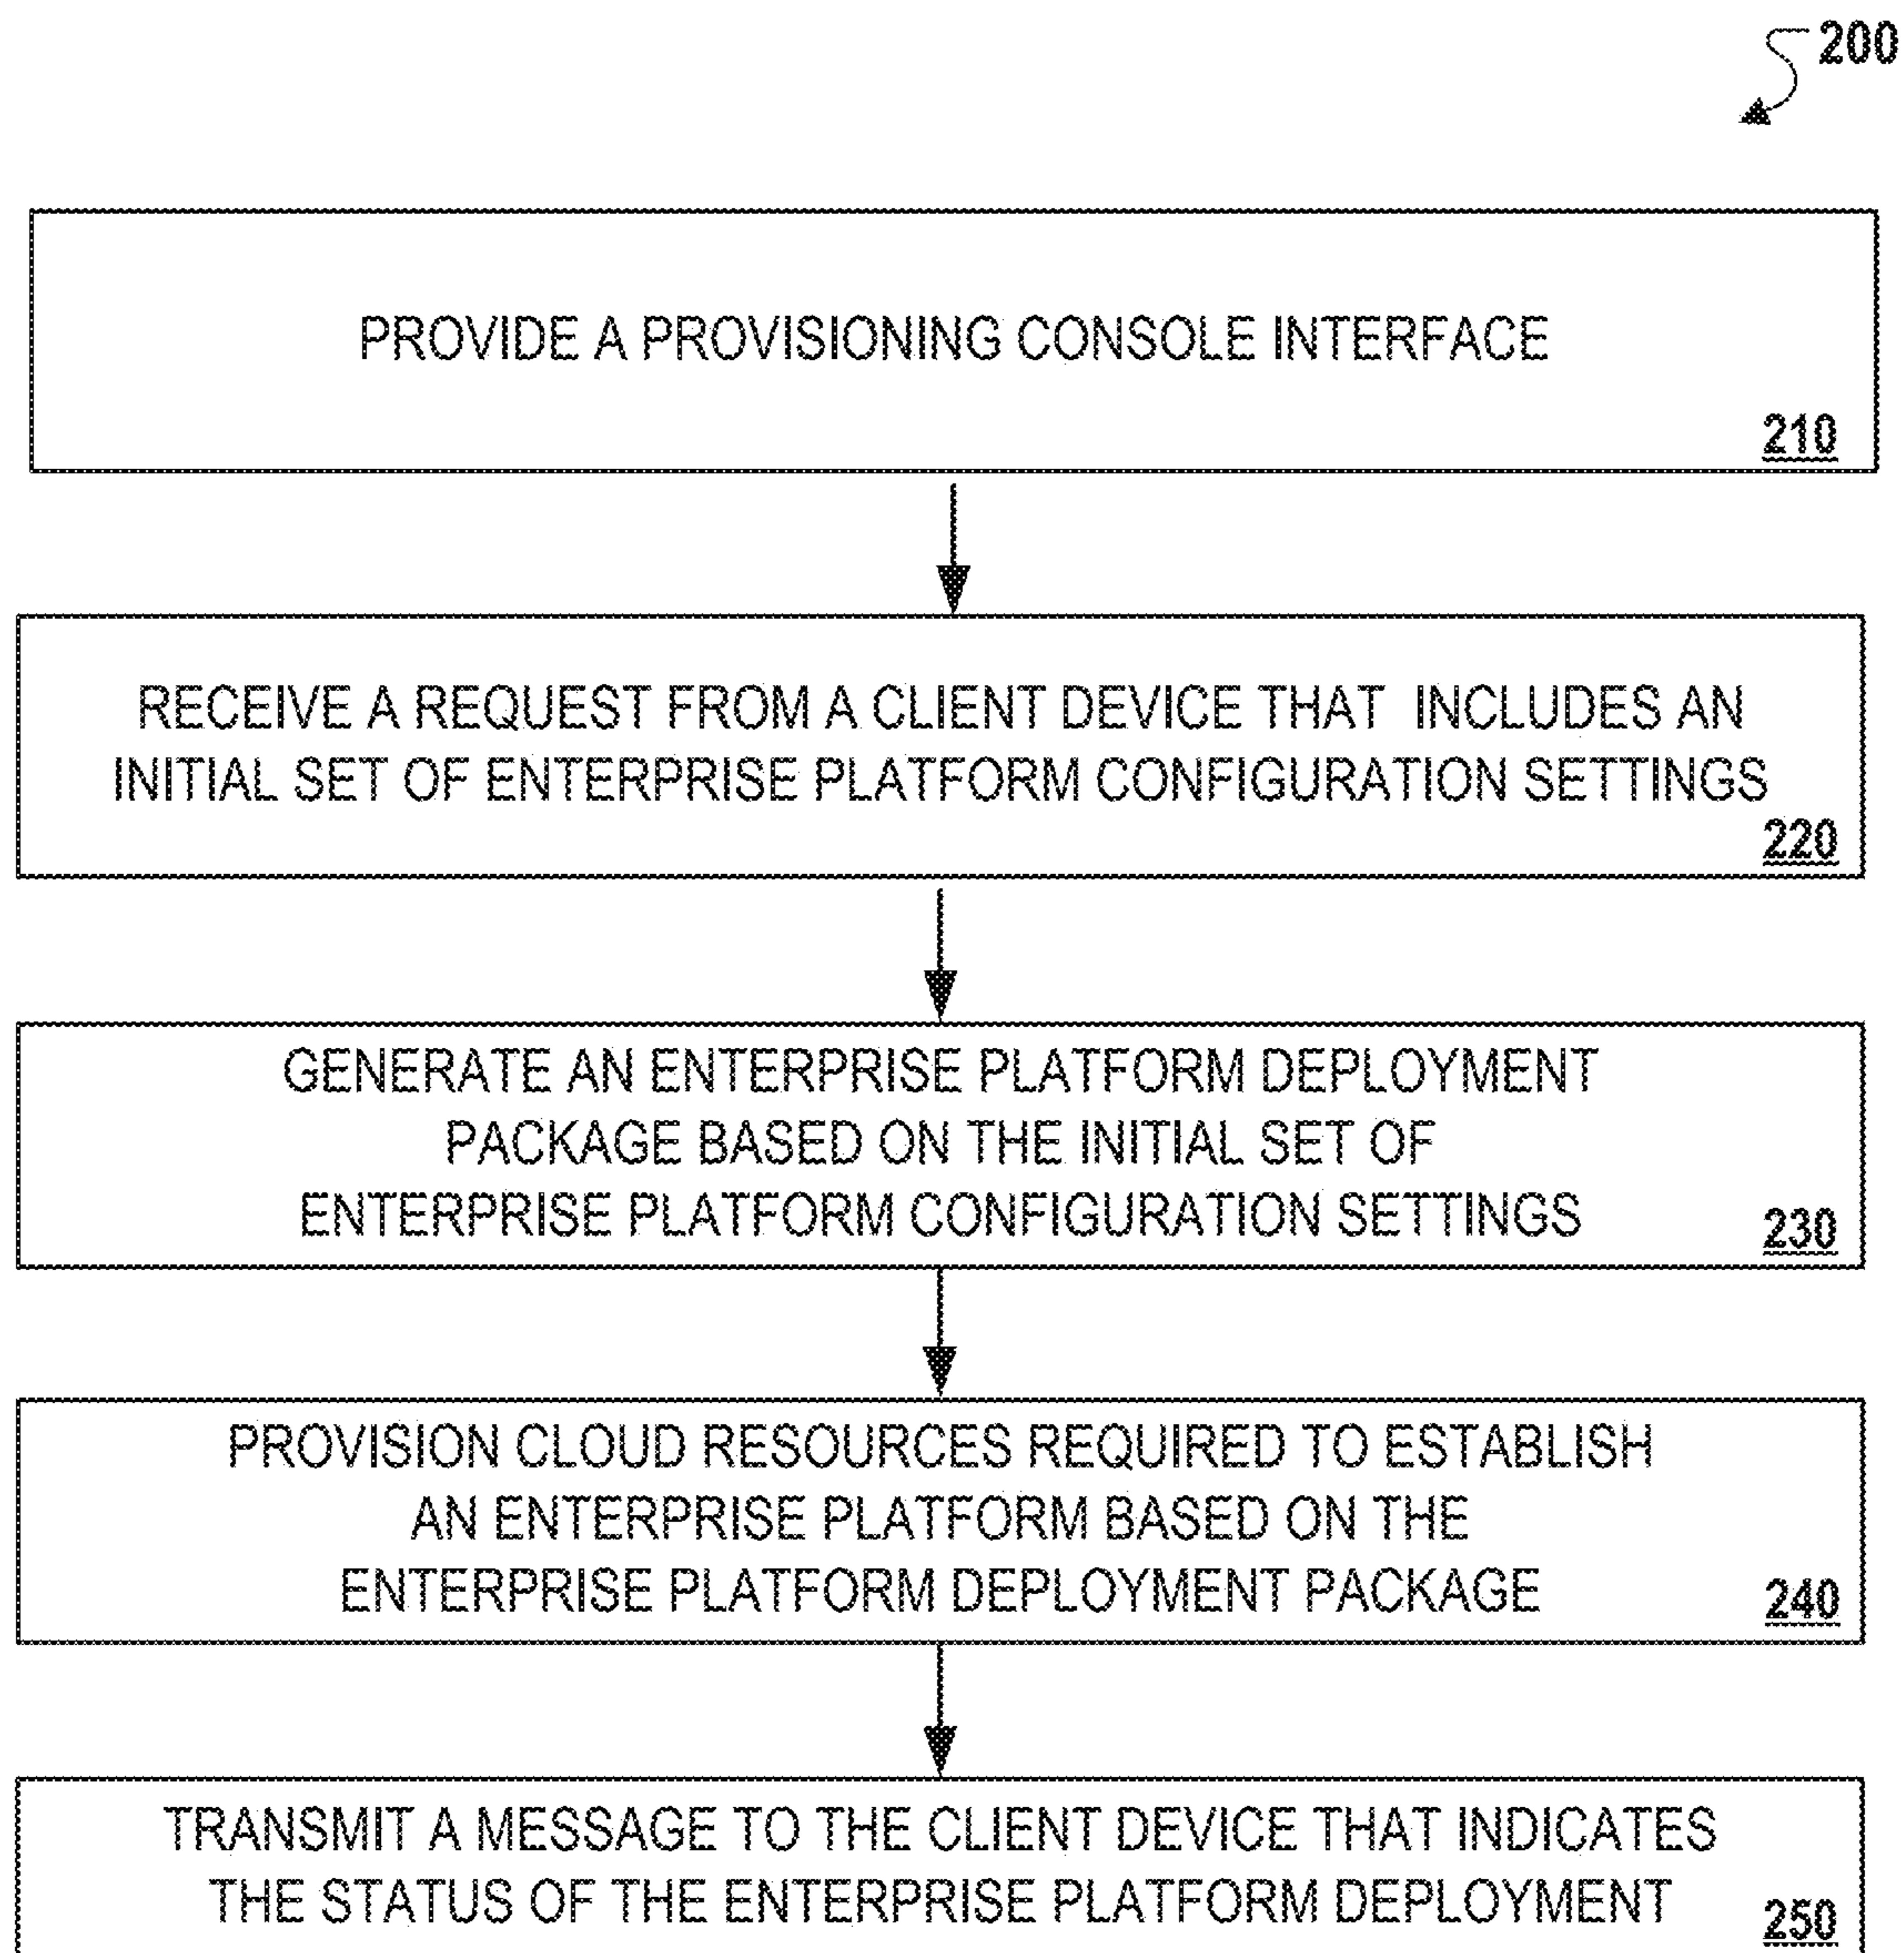 200
PROVIDE A PROVISIONING CONSOLE INTERFACE
210
RECEIVE A REQUEST FROM A CLIENT DEVICE THAT INCLUDES AN
INITIAL SET OF ENTERPRISE PLATFORM CONFIGURATION SETTINGS
220
GENERATE AN ENTERPRISE PLATFORM DEPLOYMENT
PACKAGE BASED ON THE INITIAL SET OF
ENTERPRISE PLATFORM CONFIGURATION SETTINGS
230
PROVISION CLOUD RESOURCES REQUIRED TO ESTABLISH
AN ENTERPRISE PLATFORM BASED ON THE
ENTERPRISE PLATFORM DEPLOYMENT PACKAGE
240
TRANSMIT A MESSAGE TO THE CLIENT DEVICE THAT INDICATES
THE STATUS OF THE ENTERPRISE PLATFORM DEPLOYMENT
250